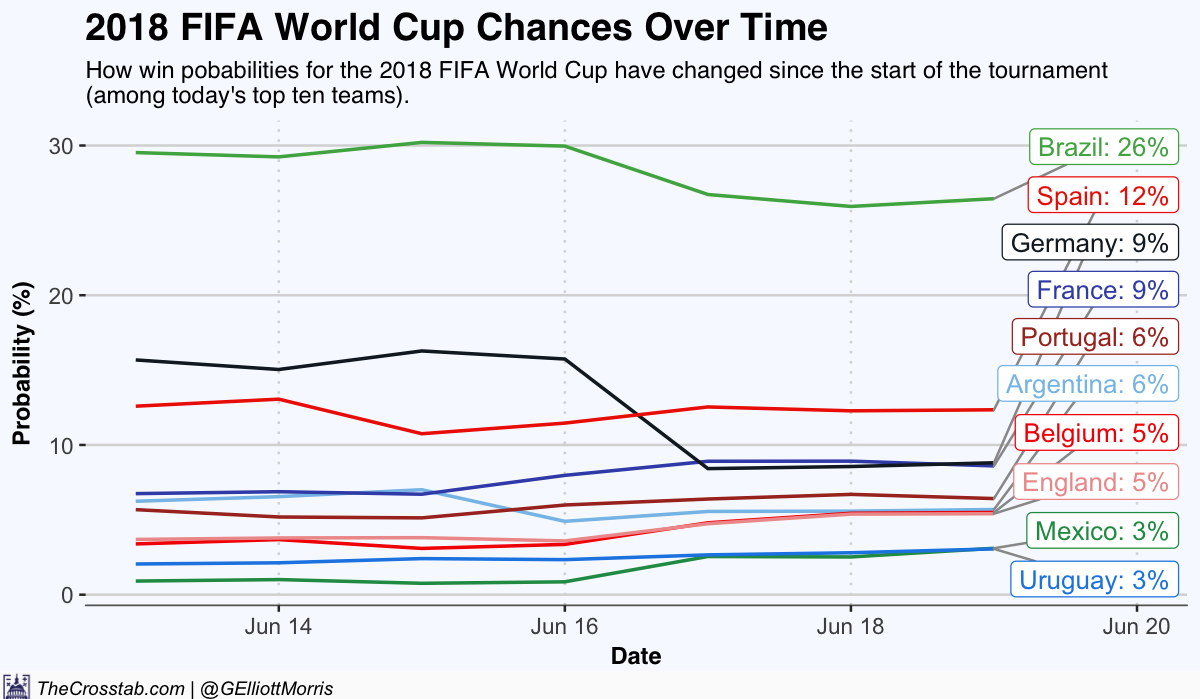 2018 FIFA World Cup Chances Over Time
How win pobabilities for the 2018 FIFA World Cup have changed since the start of the tournament
(among today's top ten teams).
30
20
10
0
Probability (%)
Brazil: 26%
Spain: 12%
Germany: 9%
France: 9%
Portugal: 6%
Argentina: 6%
Belgium: 5%
England: 5%
Mexico: 3%
Uruguay: 3%
Jun 14
Jun 16
Jun 18
Jun 20
Date
TheCrosstab.com | @GElliottMorris